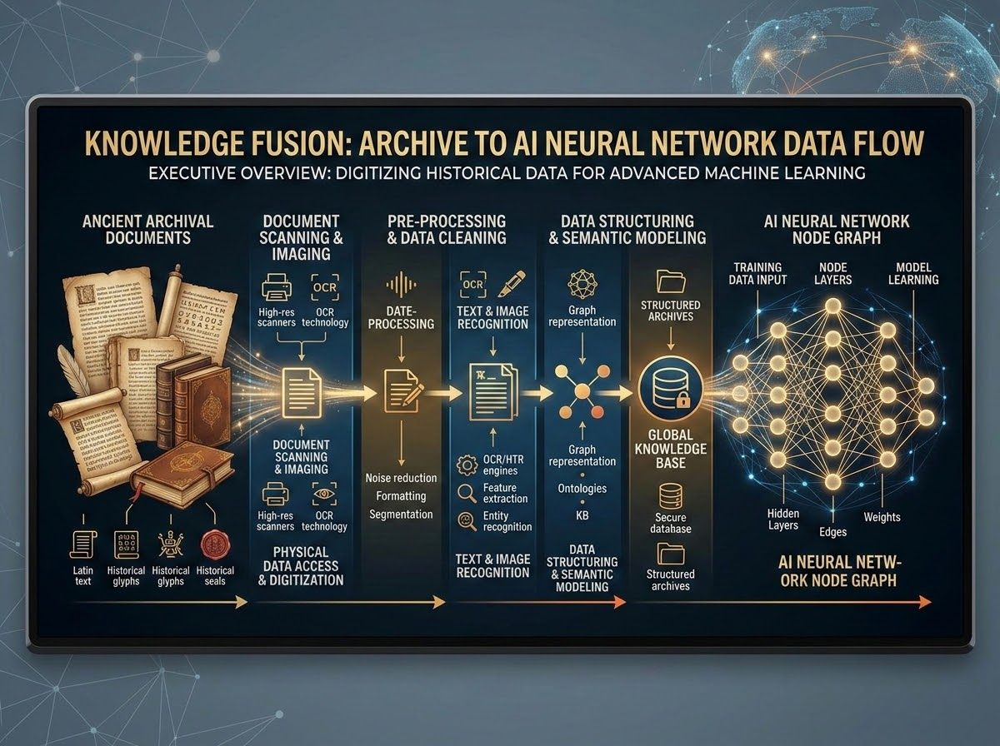 KNOWLEDGE FUSION: ARCHIVE TO AI NEURAL NETWORK DATA FLOW
EXECUTIVE OVERVIEW: DIGITIZING HISTORICAL DATA FOR ADVANCED MACHINE LEARNING
ANCIENT ARCHIVAL
DOCUMENTS
Latin
text
Historical
glyphs
Historical
glyphs
Historical
seals
DOCUMENT
SCANNING &
IMAGING
OCR
High-res
scanners
OCR
technology
DOCUMENT
SCANNING
& IMAGING
High-res
scanners
OCR
technology
PHYSICAL
DATA ACCESS
& DIGITIZATION
PRE-PROCESSING
& DATA CLEANING
DATE-
PROCESSING
Noise reduction
Formatting
Segmentation
OCR
TEXT & IMAGE
RECOGNITION
OCR/HTR
engines
Feature
extraction
Entity
recognition
TEXT & IMAGE
RECOGNITION
DATA STRUCTURING
& SEMANTIC MODELING
Graph
representation
Graph
representation
Ontologies
KB
DATA
STRUCTURING
& SEMANTIC
MODELING
STRUCTURED
ARCHIVES
GLOBAL
KNOWLEDGE
BASE
Secure
database
Structured
archives
AI NEURAL NETWORK
NODE GRAPH
TRAINING
DATA INPUT
NODE
LAYERS
MODEL
LEARNING
Hidden
Layers
Edges
Weights
AI NEURAL NETW-
ORK NODE GRAPH